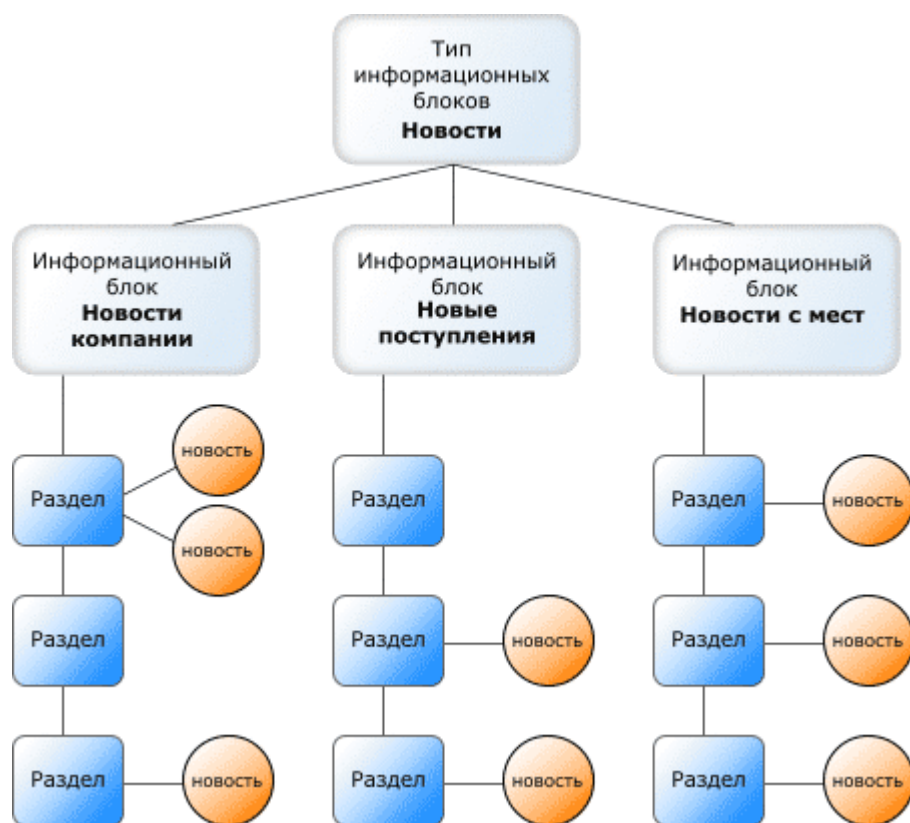 Тип
информационных
блоков
Новости
Информационный
блок
Новости
компании
Информационный
блок
Новые
поступления
Информационный
блок
Новости с мест
новость
Раздел
новость
Раздел
Раздел
новость
Раздел
Раздел
новость
Раздел
новость
Раздел
новость
Раздел
новость
Раздел
новость